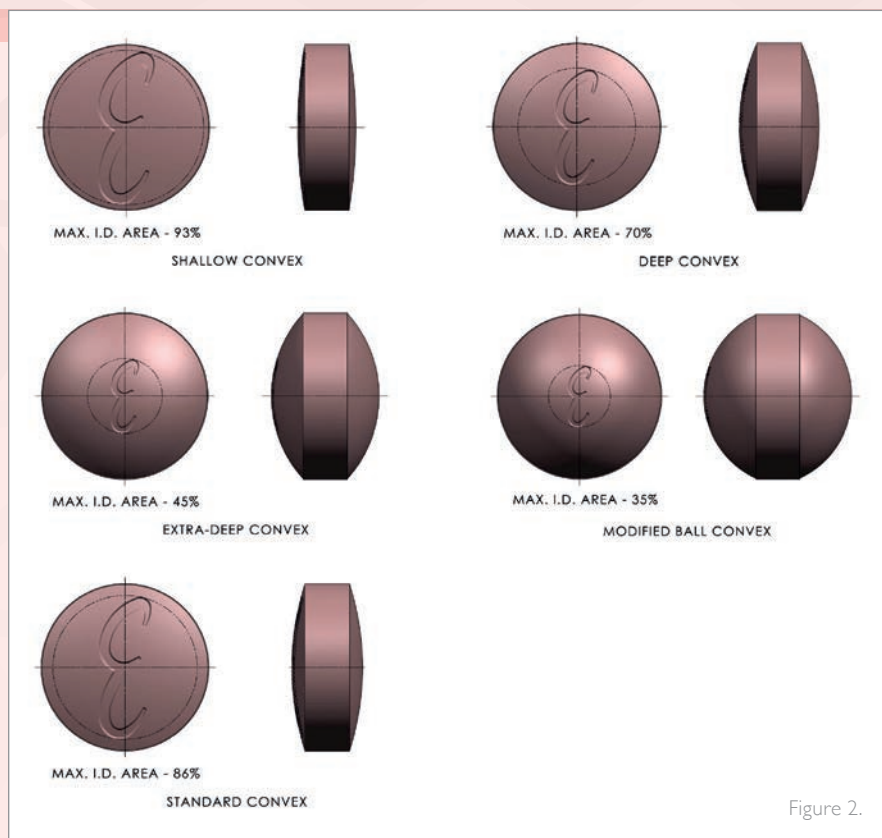 MAX. I.D. AREA - 93%
SHALLOW CONVEX
MAX. I.D. AREA - 70%
DEEP CONVEX
MAX. I.D. AREA - 45%
EXTRA-DEEP CONVEX
MAX. I.D. AREA - 35%
MODIFIED BALL CONVEX
MAX. I.D. AREA - 86%
STANDARD CONVEX
Figure 2.